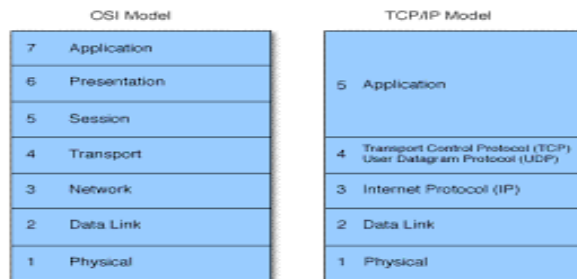 OSI Model
7 Application
6 Presentation
5 Session
4 Transport
3 Network
2 Data Link
1 Physical
TCP/IP Model
5 Application
4 Transport Control Protocol (TCP)
User Datagram Protocol (UDP)
3 Internet Protocol (IP)
2 Data Link
1 Physical